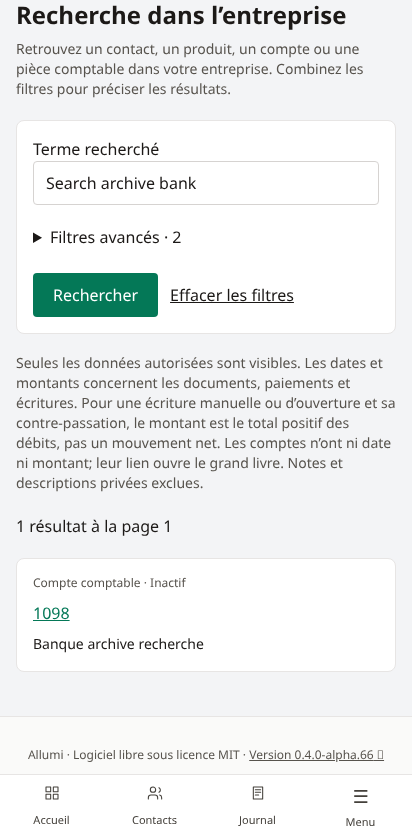 Recherche dans l’entreprise
Retrouvez un contact, un produit, un compte ou une
pièce comptable dans votre entreprise. Combinez les
filtres pour préciser les résultats.
Terme recherché
Search archive bank
Filtres avancés · 2
Rechercher
Effacer les filtres
Seules les données autorisées sont visibles. Les dates et
montants concernent les documents, paiements et
écritures. Pour une écriture manuelle ou d’ouverture et sa
contre-passation, le montant est le total positif des
débits, pas un mouvement net. Les comptes n’ont ni date
ni montant; leur lien ouvre le grand livre. Notes et
descriptions privées exclues.
1 résultat à la page 1
Compte comptable · Inactif
1098
Banque archive recherche
Allumi · Logiciel libre sous licence MIT · Version 0.4.0-alpha.66
Accueil
Contacts
Journal
Menu